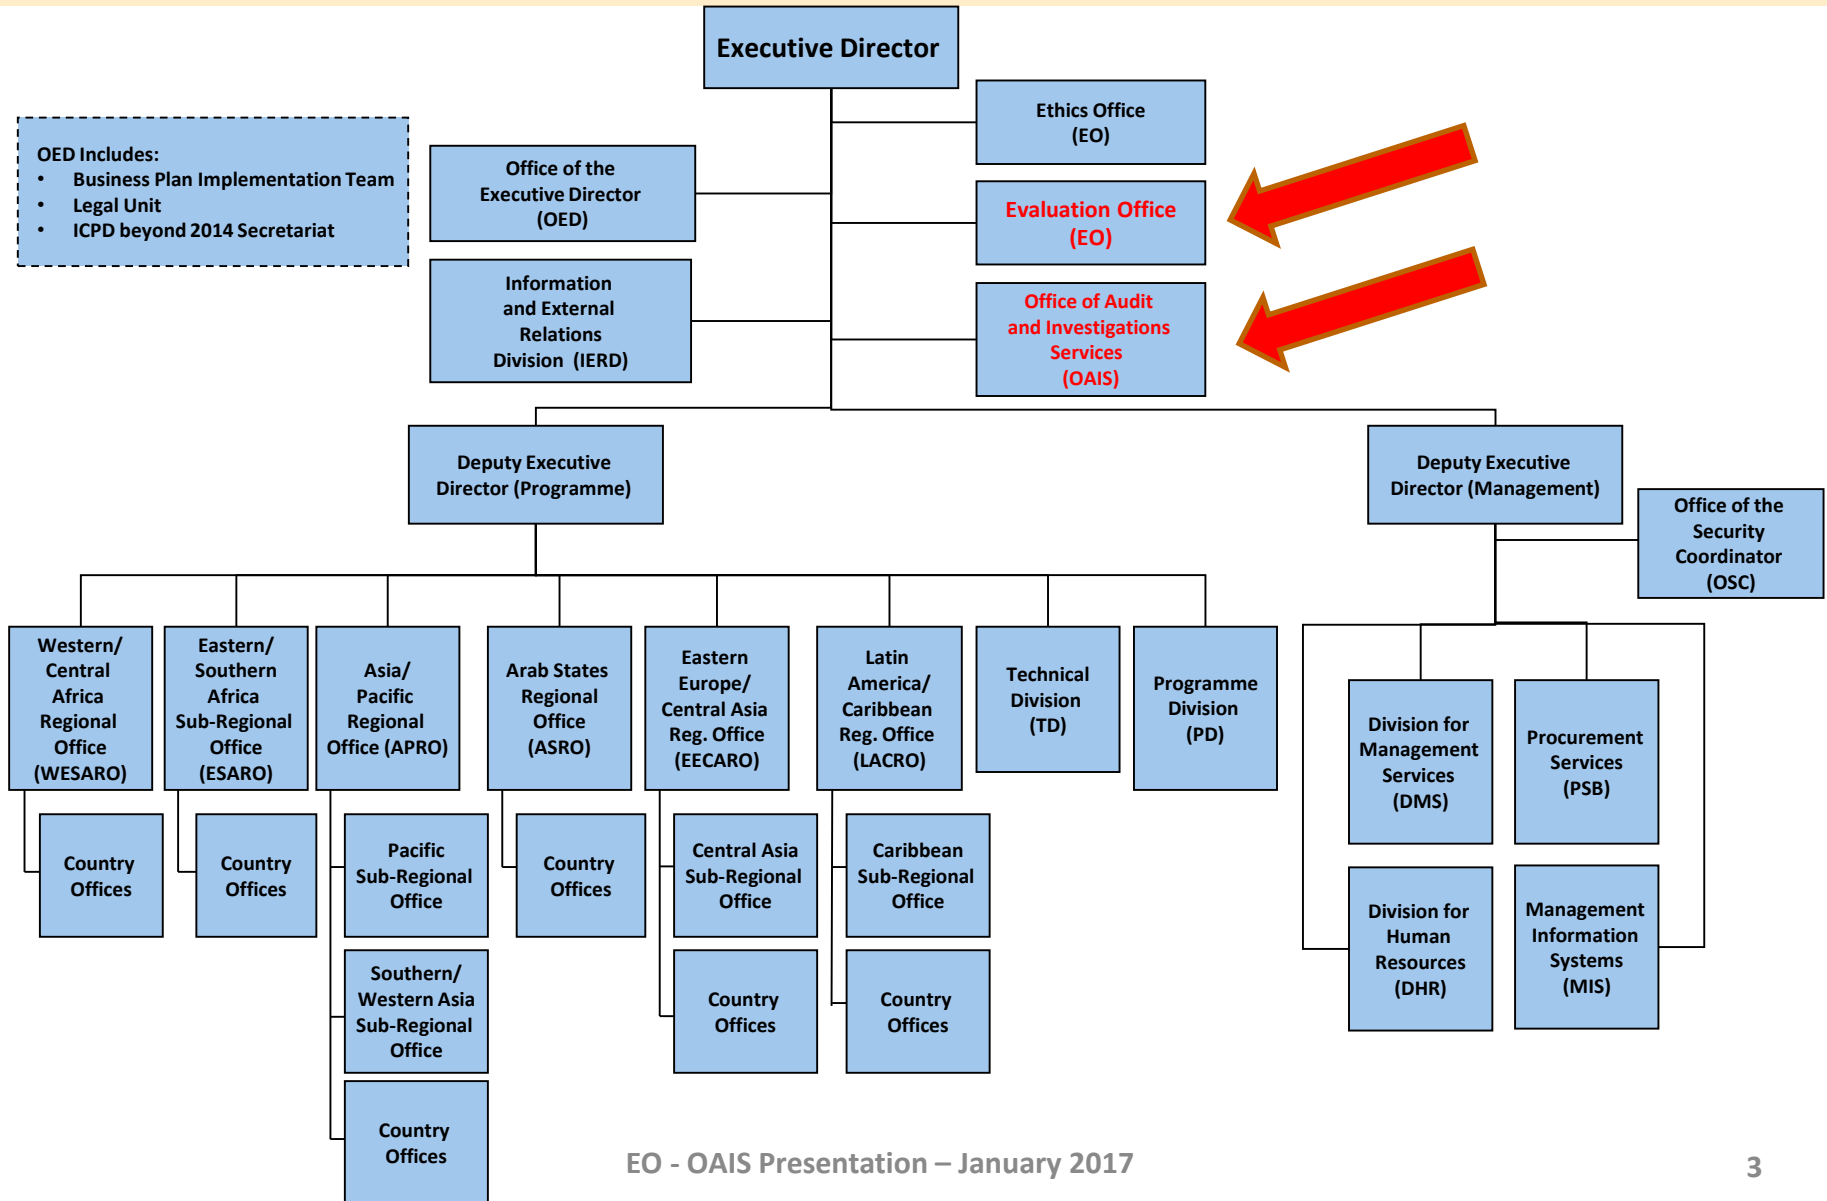 Executive Director
OED Includes:
• Business Plan Implementation Team
• Legal Unit
• ICPD beyond 2014 Secretariat
Office of the
Executive Director
(OED)
Information
and External
Relations
Division (IERD)
Ethics Office
(EO)
Evaluation Office
(EO)
Office of Audit
and Investigations
Services
(OAIS)
Deputy Executive
Director (Programme)
Deputy Executive
Director (Management)
Office of the
Security
Coordinator
(OSC)
Western/
Central
Africa
Regional
Office
(WESARO)
Eastern/
Southern
Africa
Sub-Regional
Office
(ESARO)
Asia/
Pacific
Regional
Office (APRO)
Arab States
Regional
Office
(ASRO)
Eastern
Europe/
Central Asia
Reg. Office
(EECARO)
Latin
America/
Caribbean
Reg. Office
(LACRO)
Technical
Division
(TD)
Programme
Division
(PD)
Division for
Management
Services
(DMS)
Procurement
Services
(PSB)
Country
Offices
Country
Offices
Pacific
Sub-Regional
Office
Country
Offices
Central Asia
Sub-Regional
Office
Caribbean
Sub-Regional
Office
Division for
Human
Resources
(DHR)
Management
Information
Systems
(MIS)
Southern/
Western Asia
Sub-Regional
Office
Country
Offices
Country
Offices
Country
Offices
EO - OAIS Presentation – January 2017
3